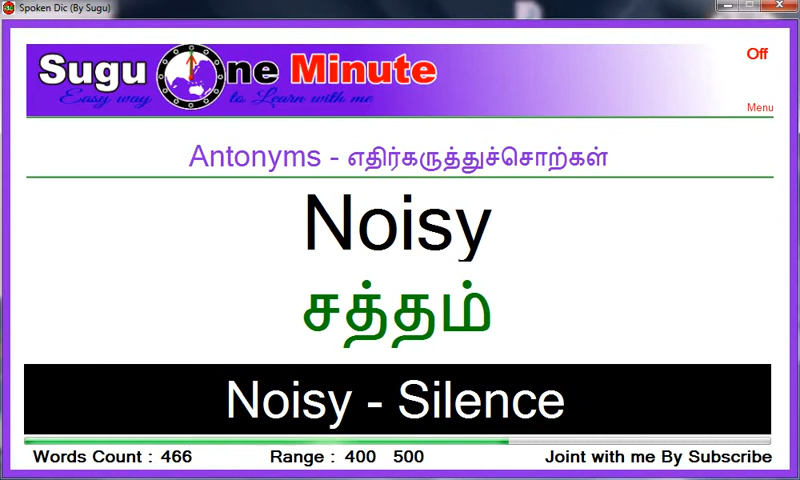 Spoken Dic (By Sugu)
Sugu One Minute
Off
Easy way to Learn with me
Menu
Antonyms - எதிர்கருத்துச்சொற்கள்
Noisy
சத்தம்
Noisy - Silence
Words Count : 466 Range : 400 500 Joint with me By Subscribe